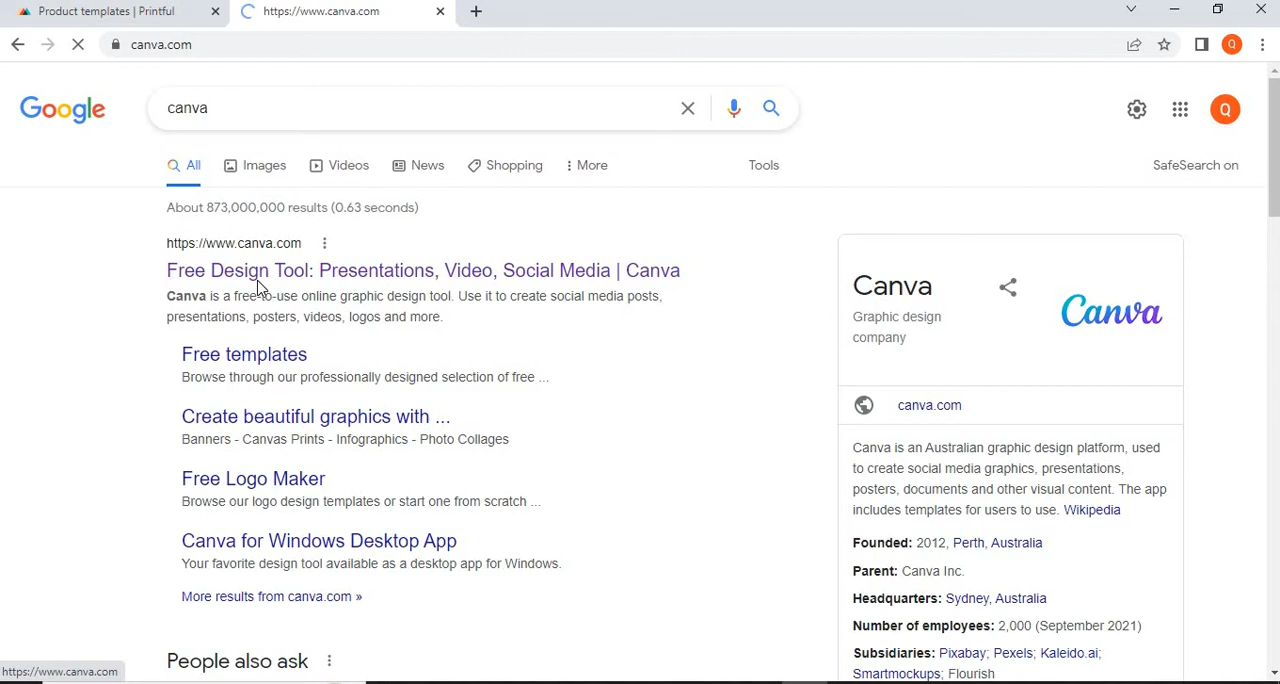 Product templates | Printful
https://www.canva.com
canva.com
Q
Google
canva
Q
All
Images
Videos
News
Shopping
More
Tools
SafeSearch on
About 873,000,000 results (0.63 seconds)
https://www.canva.com
Free Design Tool: Presentations, Video, Social Media | Canva
Canva is a free-to-use online graphic design tool. Use it to create social media posts,
presentations, posters, videos, logos and more.
Free templates
Browse through our professionally designed selection of free ...
Create beautiful graphics with ...
Banners - Canvas Prints - Infographics - Photo Collages
Free Logo Maker
Browse our logo design templates or start one from scratch ...
Canva for Windows Desktop App
Your favorite design tool available as a desktop app for Windows.
More results from canva.com »
People also ask
Canva
Graphic design
company
Canva
canva.com
Canva is an Australian graphic design platform, used
to create social media graphics, presentations,
posters, documents and other visual content. The app
includes templates for users to use. Wikipedia
Founded: 2012, Perth, Australia
Parent: Canva Inc.
Headquarters: Sydney, Australia
Number of employees: 2,000 (September 2021)
Subsidiaries: Pixabay; Pexels; Kaleido.ai;
Smartmockups; Flourish
https://www.canva.com